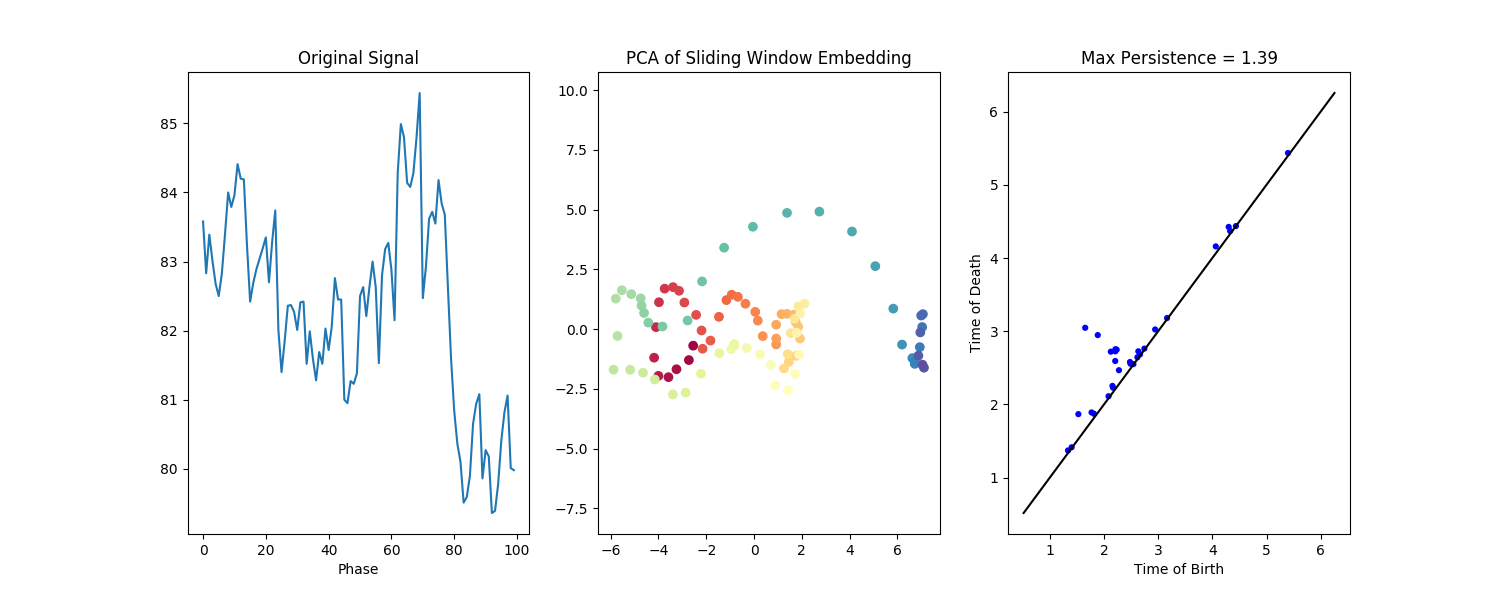 Original Signal
85
84
83
82
81
80
0 20 40 60 80 100
Phase
PCA of Sliding Window Embedding
10.0
7.5
5.0
2.5
0.0
−2.5
−5.0
−7.5
−6 −4 −2 0 2 4 6
Max Persistence = 1.39
Time of Death
6
5
4
3
2
1
1 2 3 4 5 6
Time of Birth